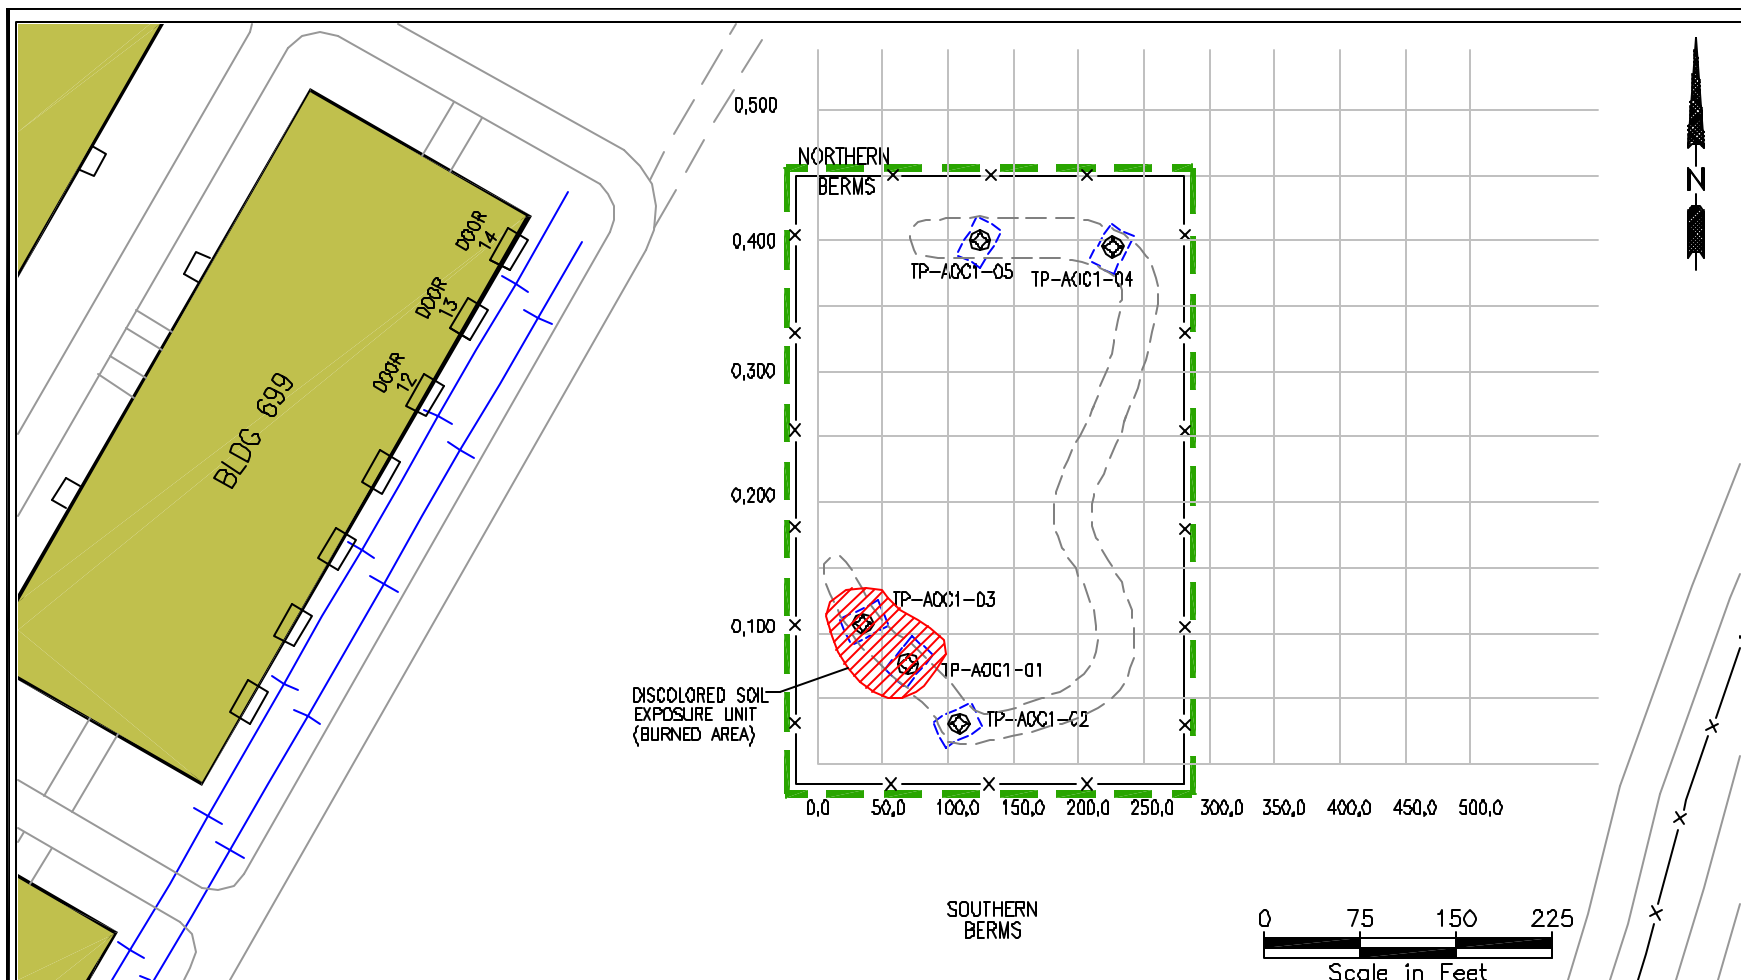 N
0,500
NORTHERN
BERMS
DOOR
14
0,400
TP-AOC1-05
TP-AOC1-04
DOOR
13
0,300
DOOR
12
BLDG 699
0,200
TP-AOC1-03
0,100
TP-AOC1-01
DISCOLORED SOIL
EXPOSURE UNIT
(BURNED AREA)
TP-AOC1-02
0,0 50,0 100,0 150,0 200,0 250,0 300,0 350,0 400,0 450,0 500,0
SOUTHERN
BERMS
0 75 150 225
Scale in Feet